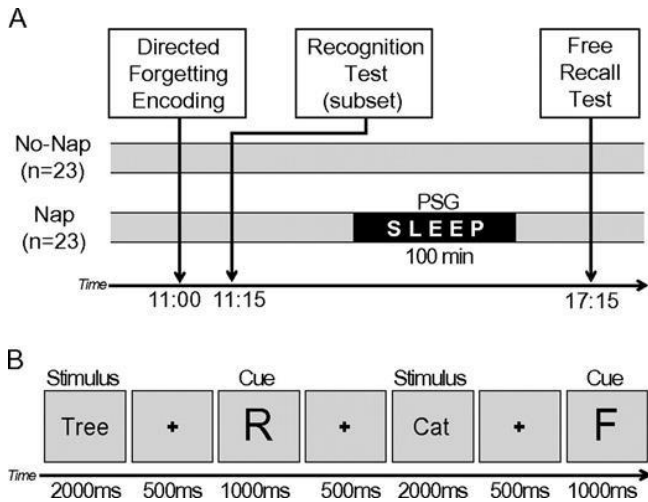 A
Directed
Forgetting
Encoding
Recognition
Test
(subset)
Free
Recall
Test
No-Nap
(n=23)
Nap
(n=23)
PSG
SLEEP
100 min
Time
11:00
11:15
17:15
B
Stimulus
Cue
Stimulus
Cue
Tree
+
R
+
Cat
+
F
Time
2000ms
500ms
1000ms
500ms
2000ms
500ms
1000ms